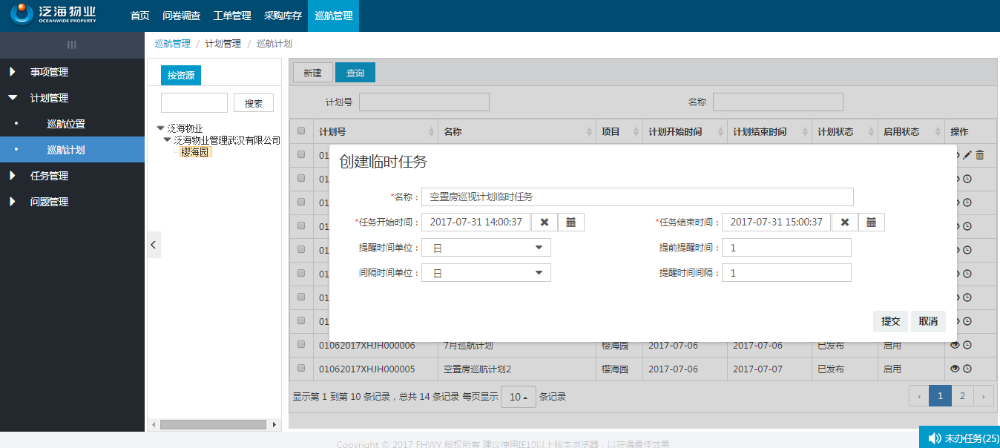 泛海物业
OCEANWIDE PROPERTY
首页 问卷调查 工单管理 采购库存 巡航管理
巡航管理 / 计划管理 / 巡航计划
事项管理
计划管理
巡航位置
巡航计划
任务管理
问题管理
按资源
搜索
泛海物业
泛海物业管理武汉有限公司
樱海园
新建 查询
计划号 名称
计划号 名称 项目 计划开始时间 计划结束时间 计划状态 启用状态 操作
01
01
01
01
01
01
01
01
创建临时任务
*名称： 空置房巡视计划临时任务
*任务开始时间： 2017-07-31 14:00:37 *任务结束时间： 2017-07-31 15:00:37
提醒时间单位： 日 提前提醒时间： 1
间隔时间单位： 日 提醒时间间隔： 1
提交 取消
01062017XHJH000006 7月巡航计划 樱海园 2017-07-06 2017-07-06 已发布 启用
01062017XHJH000005 空置房巡航计划2 樱海园 2017-07-06 2017-07-07 已发布 启用
显示第 1 到第 10 条记录，总共 14 条记录 每页显示 10 条记录
‹ 1 2 ›
Copyright © 2017 FHWY 版权所有 建议使用IE10以上版本浏览器，以获得最佳效果
未办任务(25)